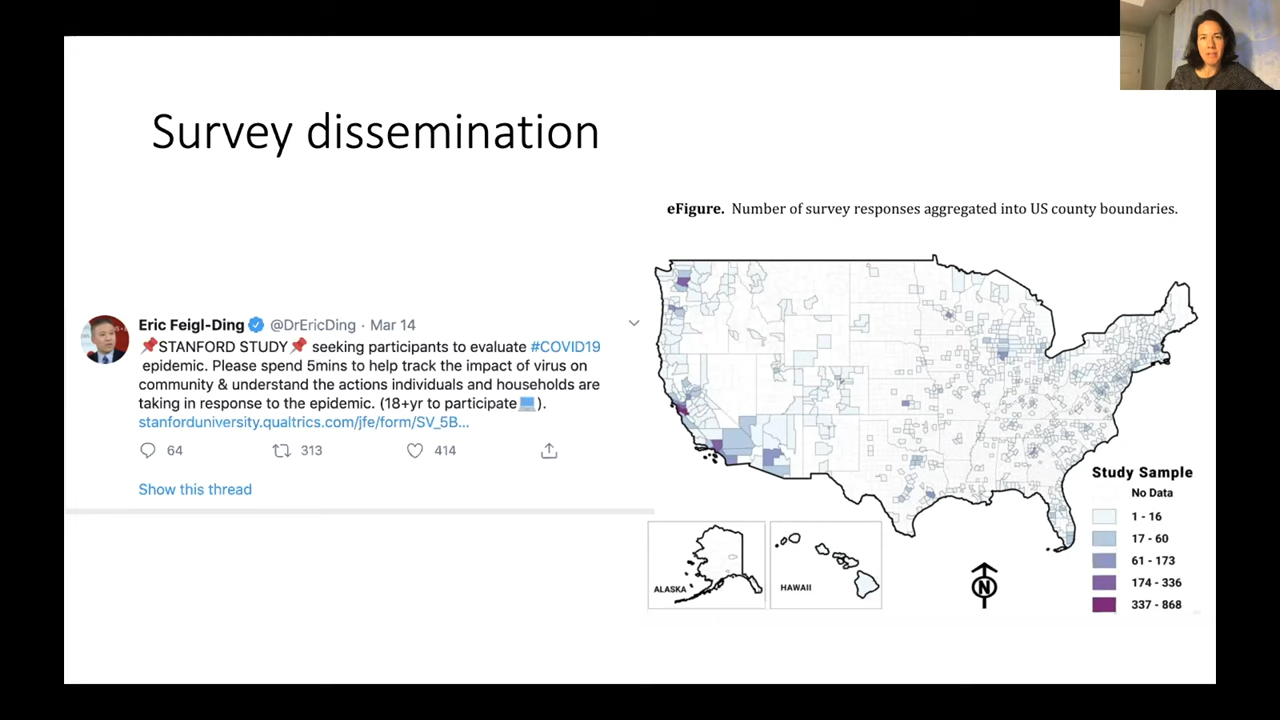 Survey dissemination
eFigure. Number of survey responses aggregated into US county boundaries.
Eric Feigl-Ding @DrEricDing · Mar 14
📌STANFORD STUDY📌 seeking participants to evaluate #COVID19
epidemic. Please spend 5mins to help track the impact of virus on
community & understand the actions individuals and households are
taking in response to the epidemic. (18+yr to participate💻).
stanforduniversity.qualtrics.com/jfe/form/SV_5B...
64 313 414
Show this thread
Study Sample
No Data
1 - 16
17 - 60
61 - 173
174 - 336
337 - 868
ALASKA
HAWAII
N